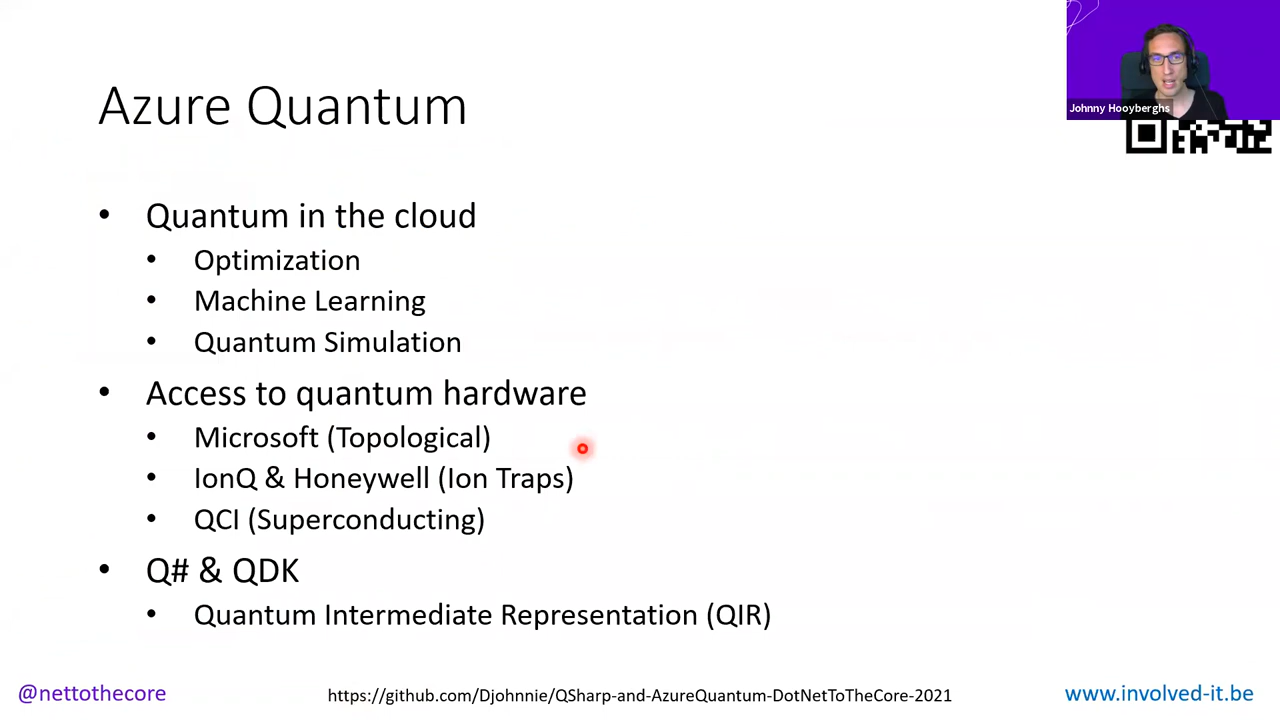 Azure Quantum
Johnny Hooyberghs
• Quantum in the cloud
• Optimization
• Machine Learning
• Quantum Simulation
• Access to quantum hardware
• Microsoft (Topological)
• IonQ & Honeywell (Ion Traps)
• QCI (Superconducting)
• Q# & QDK
• Quantum Intermediate Representation (QIR)
@nettothecore
https://github.com/Djohnnie/QSharp-and-AzureQuantum-DotNetToTheCore-2021
www.involved-it.be